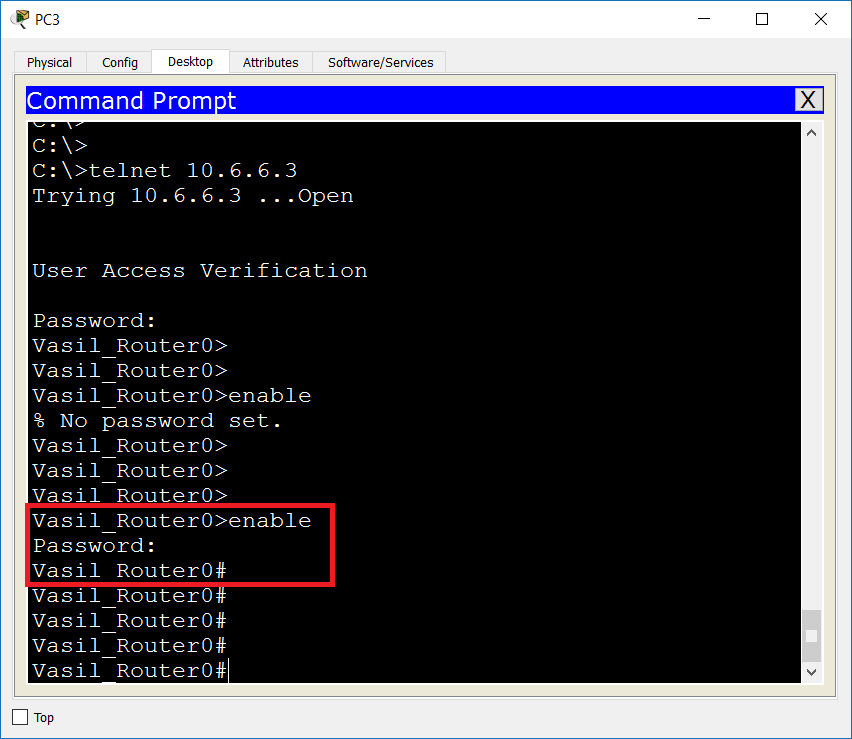 PC3
Physical Config Desktop Attributes Software/Services
Command Prompt X
C:\>
C:\>
C:\>telnet 10.6.6.3
Trying 10.6.6.3 ...Open
User Access Verification
Password:
Vasil_Router0>
Vasil_Router0>
Vasil_Router0>enable
% No password set.
Vasil_Router0>
Vasil_Router0>
Vasil_Router0>
Vasil_Router0>enable
Password:
Vasil_Router0#
Vasil_Router0#
Vasil_Router0#
Vasil_Router0#
Vasil_Router0#
Top